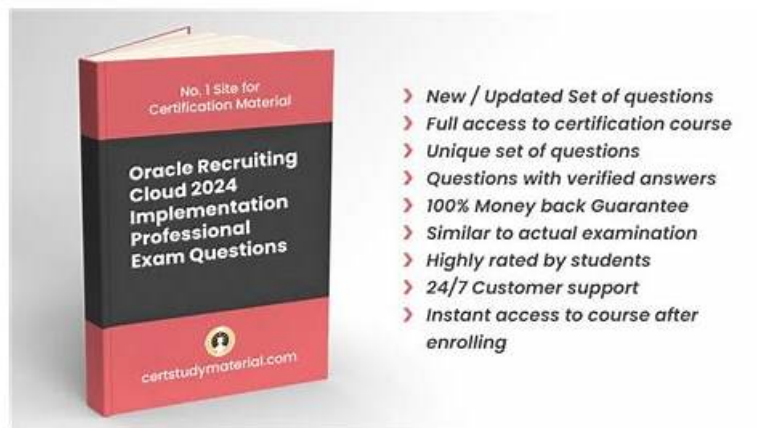 No. 1 Site for
Certification Material
Oracle Recruiting
Cloud 2024
Implementation
Professional
Exam Questions
certstudymaterial.com
New / Updated Set of questions
Full access to certification course
Unique set of questions
Questions with verified answers
100% Money back Guarantee
Similar to actual examination
Highly rated by students
24/7 Customer support
Instant access to course after
enrolling